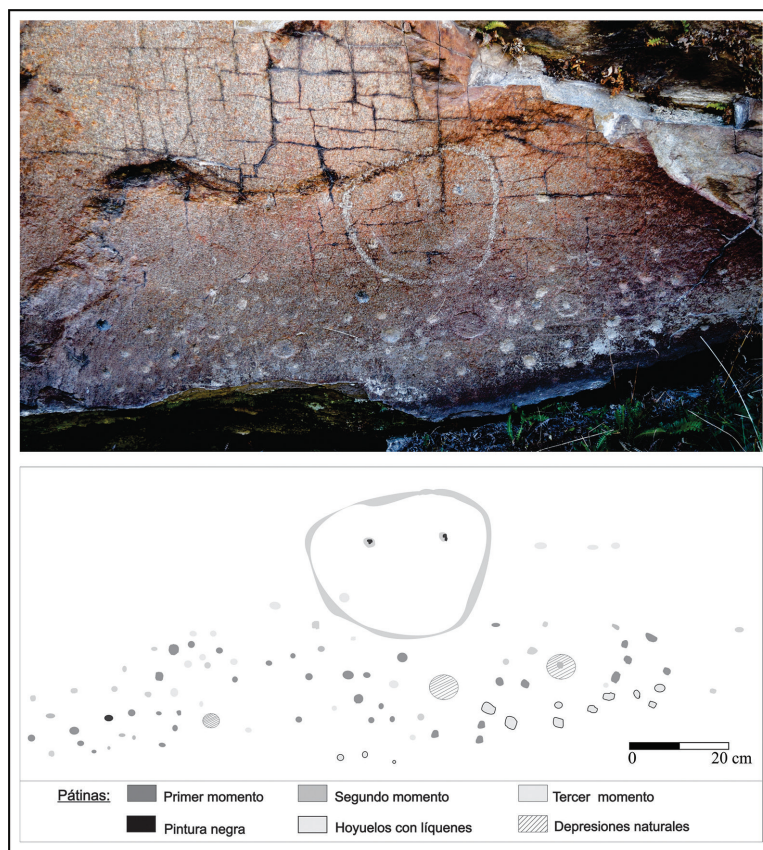 0 20 cm
Pátinas: Primer momento Segundo momento Tercer momento
Pintura negra Hoyuelos con líquenes Depresiones naturales